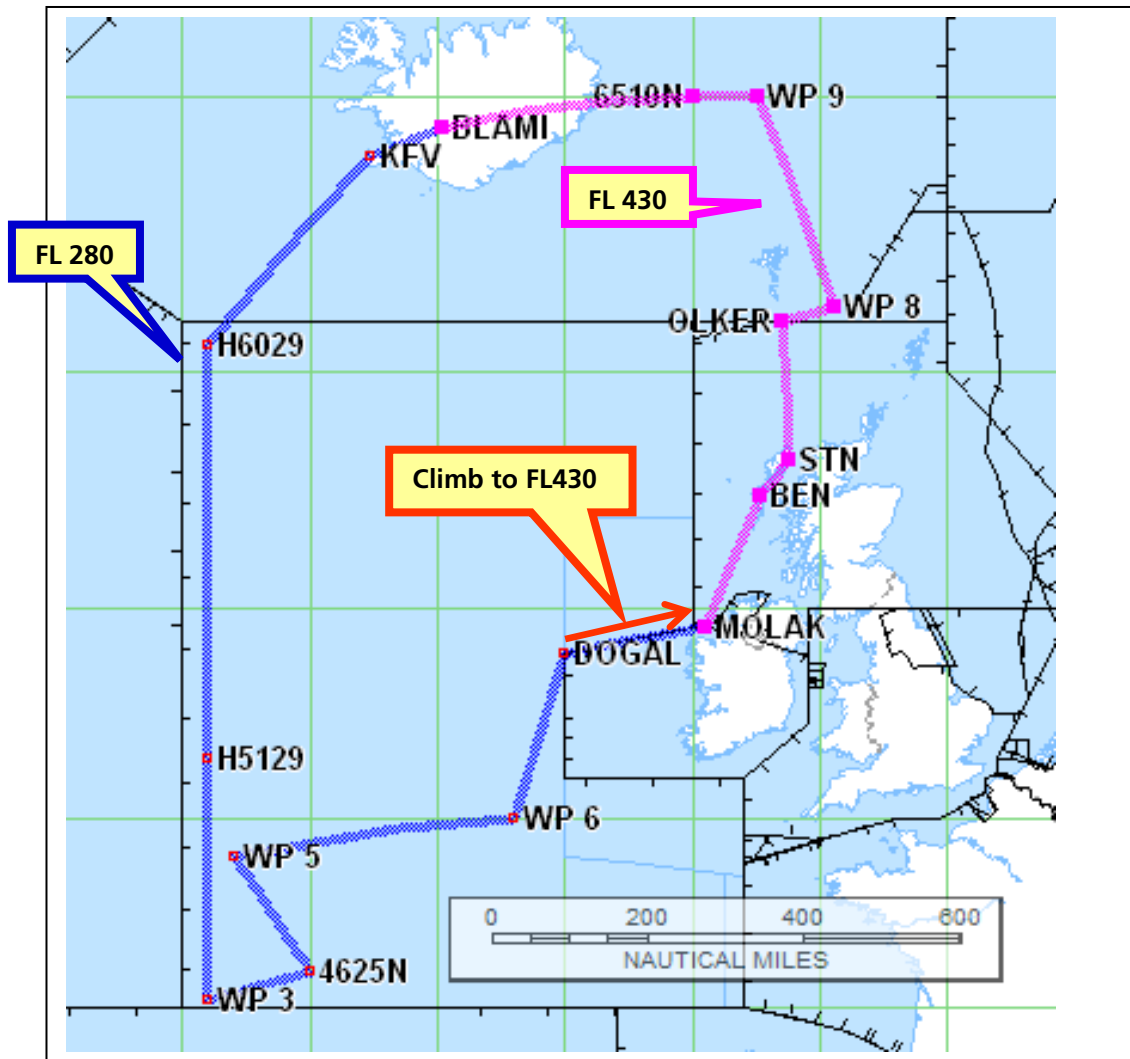 6510N
WP 9
BLAMI
KFV
FL 430
FL 280
WP 8
OLKER
H6029
STN
Climb to FL430
BEN
MOLAK
DOGAL
H5129
WP 6
WP 5
0 200 400 600
NAUTICAL MILES
4625N
WP 3